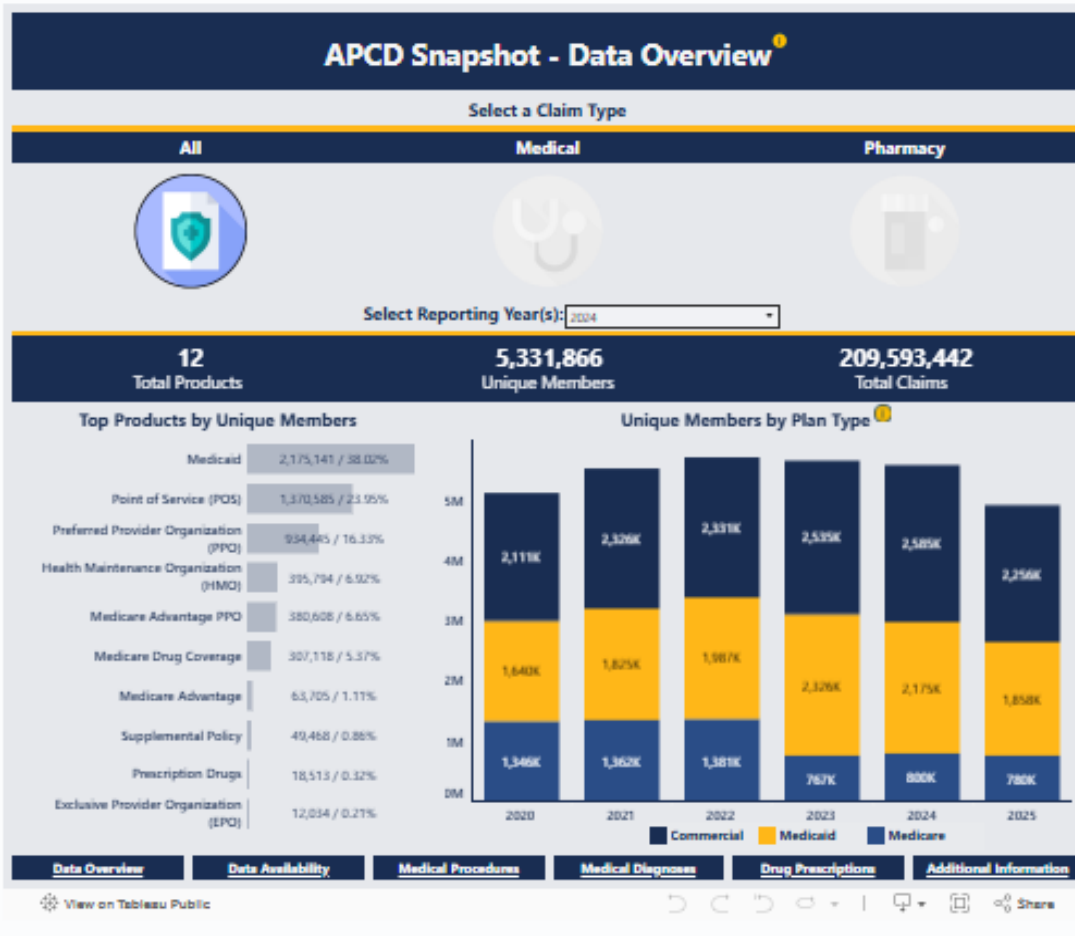 APCD Snapshot - Data Overview
Select a Claim Type
All
Medical
Pharmacy
Select Reporting Year(s): 2024
12
Total Products
5,331,866
Unique Members
209,593,442
Total Claims
Top Products by Unique Members
Medicaid 2,175,141 / 38.02%
Point of Service (POS) 1,370,585 / 23.95%
Preferred Provider Organization
(PPO) 934,445 / 16.33%
Health Maintenance Organization
(HMO) 395,794 / 6.92%
Medicare Advantage PPO 380,608 / 6.65%
Medicare Drug Coverage 307,118 / 5.37%
Medicare Advantage 63,705 / 1.11%
Supplemental Policy 49,468 / 0.86%
Prescription Drugs 18,513 / 0.32%
Exclusive Provider Organization
(EPO) 12,034 / 0.21%
Unique Members by Plan Type
5M
4M
3M
2M
1M
0M
2,111K 2,326K 2,331K 2,535K 2,585K 2,256K
1,640K 1,825K 1,987K 2,326K 2,175K 1,858K
1,346K 1,362K 1,381K 767K 800K 780K
2020 2021 2022 2023 2024 2025
Commercial Medicaid Medicare
Data Overview
Data Availability
Medical Procedures
Medical Diagnoses
Drug Prescriptions
Additional Information
View on Tableau Public
Share